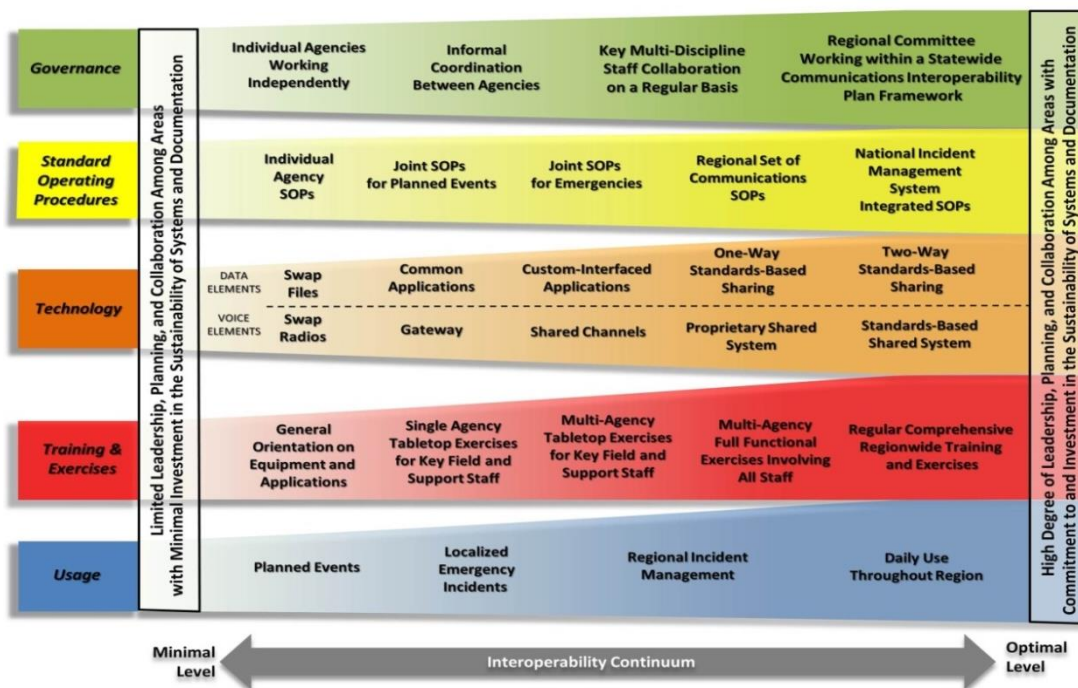 Governance
Limited Leadership, Planning, and Collaboration Among Areas
with Minimal Investment in the Sustainability of Systems and Documentation
Individual Agencies
Working
Independently
Informal
Coordination
Between Agencies
Key Multi-Discipline
Staff Collaboration
on a Regular Basis
Regional Committee
Working within a Statewide
Communications Interoperability
Plan Framework
High Degree of Leadership, Planning, and Collaboration Among Areas with
Commitment to and Investment in the Sustainability of Systems and Documentation
Standard
Operating
Procedures
Individual
Agency
SOPs
Joint SOPs
for Planned Events
Joint SOPs
for Emergencies
Regional Set of
Communications
SOPs
National Incident
Management
System
Integrated SOPs
Technology
DATA
ELEMENTS
Swap
Files
Common
Applications
Custom-Interfaced
Applications
One-Way
Standards-Based
Sharing
Two-Way
Standards-Based
Sharing
VOICE
ELEMENTS
Swap
Radios
Gateway
Shared Channels
Proprietary Shared
System
Standards-Based
Shared System
Training &
Exercises
General
Orientation on
Equipment and
Applications
Single Agency
Tabletop Exercises
for Key Field and
Support Staff
Multi-Agency
Tabletop Exercises
for Key Field and
Support Staff
Multi-Agency
Full Functional
Exercises Involving
All Staff
Regular Comprehensive
Regionwide Training
and Exercises
Usage
Planned Events
Localized
Emergency
Incidents
Regional Incident
Management
Daily Use
Throughout Region
Minimal
Level
Interoperability Continuum
Optimal
Level